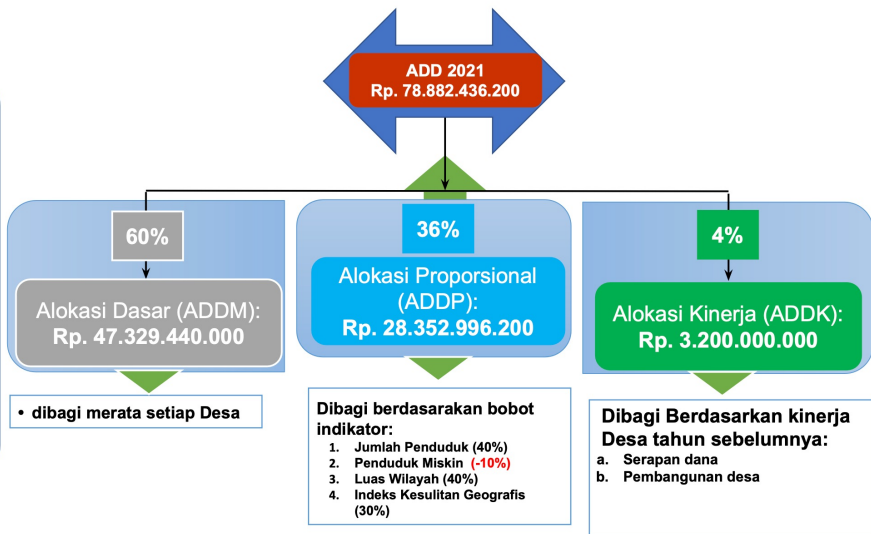 ADD 2021
Rp. 78.882.436.200
60%
Alokasi Dasar (ADDM):
Rp. 47.329.440.000
• dibagi merata setiap Desa
36%
Alokasi Proporsional
(ADDP):
Rp. 28.352.996.200
Dibagi berdasarakan bobot
indikator:
1. Jumlah Penduduk (40%)
2. Penduduk Miskin (-10%)
3. Luas Wilayah (40%)
4. Indeks Kesulitan Geografis
(30%)
4%
Alokasi Kinerja (ADDK):
Rp. 3.200.000.000
Dibagi Berdasarkan kinerja
Desa tahun sebelumnya:
a. Serapan dana
b. Pembangunan desa